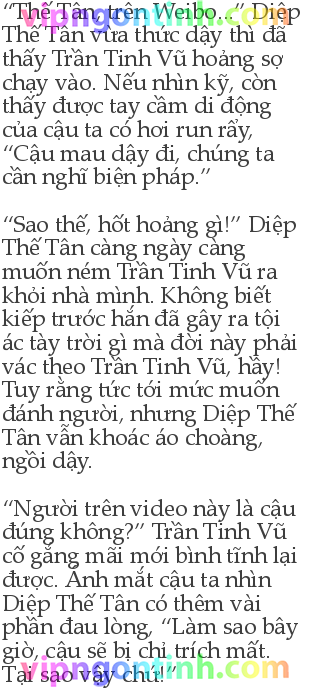 “Thế Tân, trên Weibo...” Diệp
Thế Tân vừa thức dậy thì đã
thấy Trần Tinh Vũ hoảng sợ
chạy vào. Nếu nhìn kỹ, còn
thấy được tay cầm di động
của cậu ta có hơi run rẩy,
“Cậu mau dậy đi, chúng ta
cần nghĩ biện pháp.”
“Sao thế, hốt hoảng gì!” Diệp
Thế Tân càng ngày càng
muốn ném Trần Tinh Vũ ra
khỏi nhà mình. Không biết
kiếp trước hắn đã gây ra tội
ác tày trời gì mà đời này phải
vác theo Trần Tinh Vũ, hầy!
Tuy rằng tức tới mức muốn
đánh người, nhưng Diệp Thế
Tân vẫn khoác áo choàng,
ngồi dậy.
“Người trên video này là cậu
đúng không?” Trần Tinh Vũ
cố gắng mãi mới bình tĩnh lại
được. Ánh mắt cậu ta nhìn
Diệp Thế Tân có thêm vài
phần đau lòng, “Làm sao bây
giờ, cậu sẽ bị chỉ trích mất.
Tại sao vậy chứ!”
vipngontinh.com
vipngontinh.com